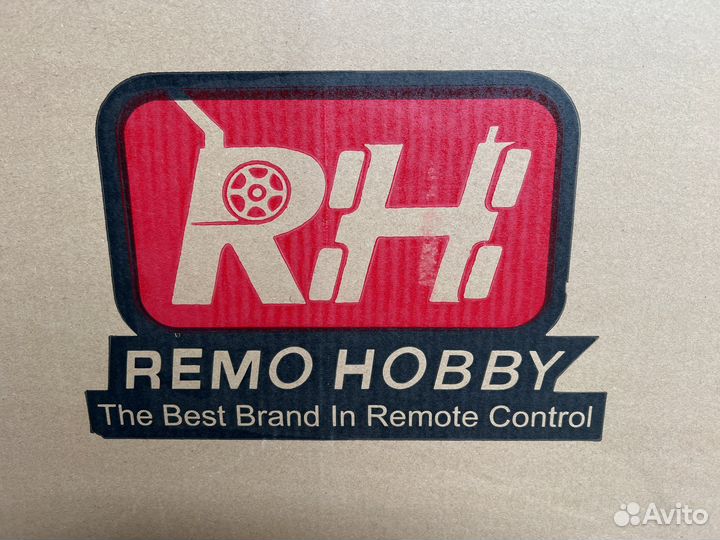 RH
REMO HOBBY
The Best Brand In Remote Control
Avito